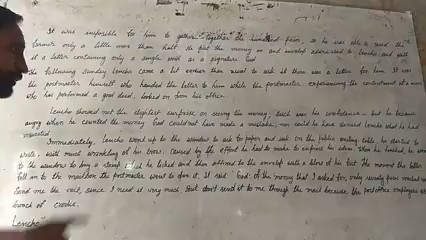 It was impossible for him to gather together the hundred pesos, so he was able to send the
farmer only a little more than half. He put the money in an envelop addressed to Lencho and with
it a letter containing only a single word as a signature God
The following Sunday Lencho came a bit earlier than usual to ask if there was a letter for him. It was
the postmaster himself who handed the letter to him while the postmaster experiencing the contentment of a man
who has performed a good deed, looked on from his office.
Lencho showed not the slightest surprise on seeing the money; such was his confidence - but he became
angry when he counted the money God could not have made a mistake, nor could he have denied Lencho what he had
requested
Immediately, Lencho went up to the window to ask for paper and ink on the public writing table, he started to
write, with much wrinkling of his brow, caused by the effort he had to make to express his ideas. When he finished, he went
to the window to buy a stamp he licked and then affixed to the envelop with a blow of his fist The moment the letter
fell in to the mailbox the postmaster went to open it. It said "God: of the money that I asked for, only seventy pesos reached me
Send me the rest, since I need it very much. But don't send it to me through the mail because the post office employees are
bunch of crooks.
Lencho